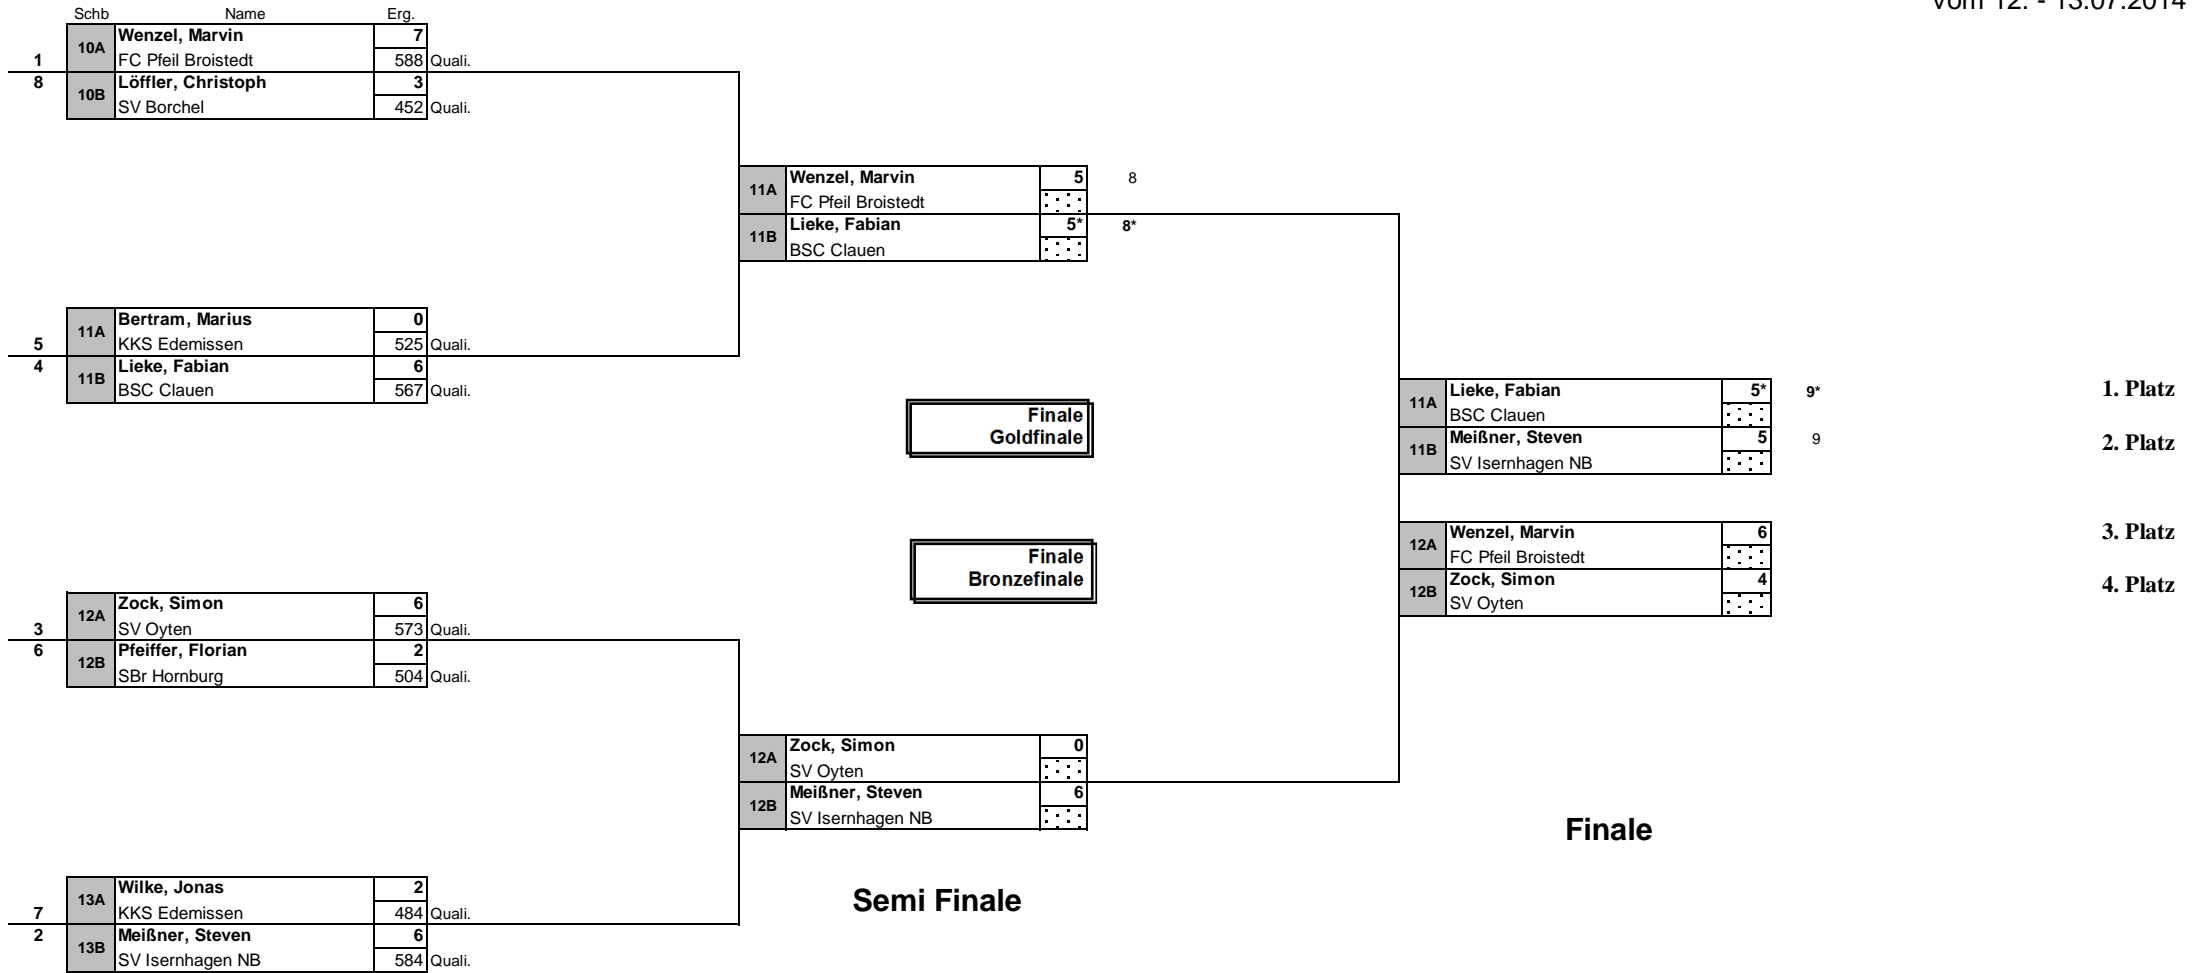 vom 12. - 13.07.2014
Schb Name Erg.
10A Wenzel, Marvin 7
1 FC Pfeil Broistedt 588 Quali.
8 10B Löffler, Christoph 3
SV Borchel 452 Quali.
11A Wenzel, Marvin 5 8
FC Pfeil Broistedt
11B Lieke, Fabian 5* 8*
BSC Clauen
11A Bertram, Marius 0
5 KKS Edemissen 525 Quali.
4 11B Lieke, Fabian 6
BSC Clauen 567 Quali.
11A Lieke, Fabian 5* 9* 1. Platz
BSC Clauen
Finale
Goldfinale
11B Meißner, Steven 5 9 2. Platz
SV Isernhagen NB
12A Wenzel, Marvin 6 3. Platz
FC Pfeil Broistedt
Finale
Bronzefinale
12B Zock, Simon 4 4. Platz
SV Oyten
12A Zock, Simon 6
3 SV Oyten 573 Quali.
6 12B Pfeiffer, Florian 2
SBr Hornburg 504 Quali.
12A Zock, Simon 0
SV Oyten
12B Meißner, Steven 6
SV Isernhagen NB
Finale
Semi Finale
13A Wilke, Jonas 2
7 KKS Edemissen 484 Quali.
2 13B Meißner, Steven 6
SV Isernhagen NB 584 Quali.